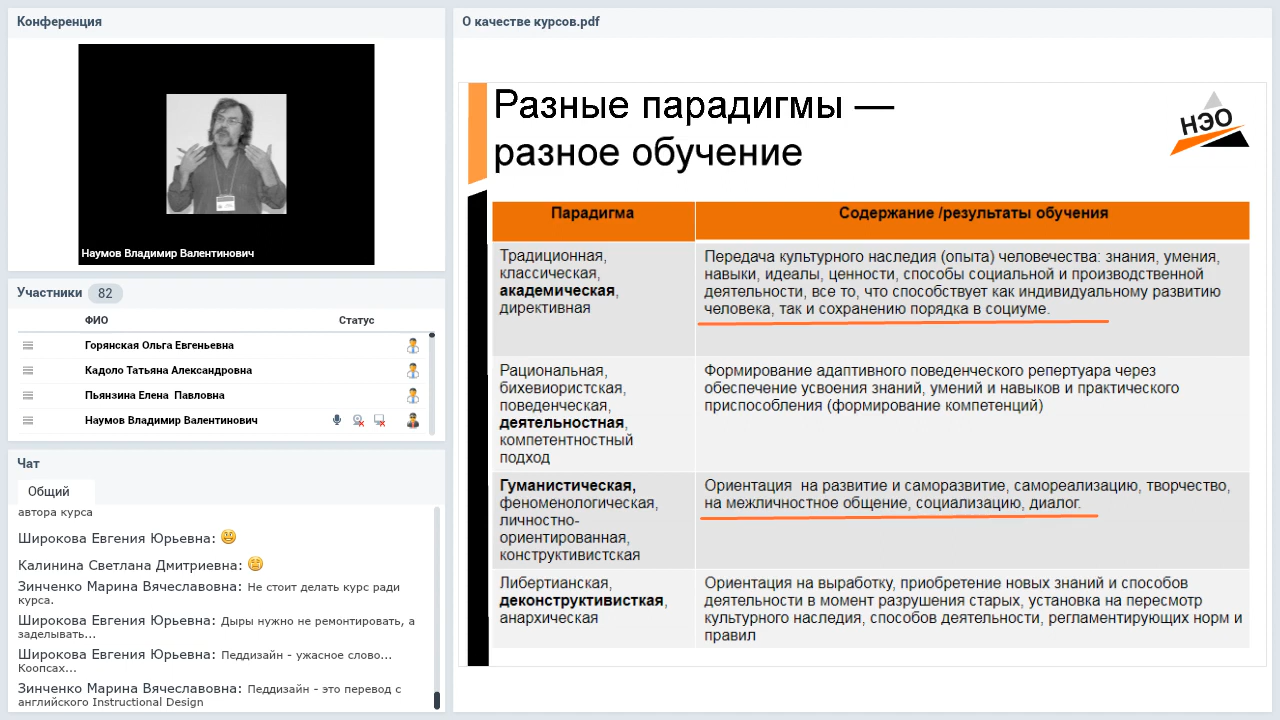 Конференция
Наумов Владимир Валентинович
Участники 82
ФИО Статус
Горянская Ольга Евгеньевна
Кадоло Татьяна Александровна
Пьянзина Елена Павловна
Наумов Владимир Валентинович
Чат
Общий
автора курса
Широкова Евгения Юрьевна:
Калинина Светлана Дмитриевна:
Зинченко Марина Вячеславовна: Не стоит делать курс ради
курса.
Широкова Евгения Юрьевна: Дыры нужно не ремонтировать, а
заделывать...
Широкова Евгения Юрьевна: Педдизайн - ужасное слово...
Коопсах...
Зинченко Марина Вячеславовна: Педдизайн - это перевод с
английского Instructional Design
О качестве курсов.pdf
Разные парадигмы —
разное обучение
НЭО
Парадигма
Содержание /результаты обучения
Традиционная,
классическая,
академическая,
директивная
Передача культурного наследия (опыта) человечества: знания, умения,
навыки, идеалы, ценности, способы социальной и производственной
деятельности, все то, что способствует как индивидуальному развитию
человека, так и сохранению порядка в социуме.
Рациональная,
бихевиористская,
поведенческая,
деятельностная,
компетентностный
подход
Формирование адаптивного поведенческого репертуара через
обеспечение усвоения знаний, умений и навыков и практического
приспособления (формирование компетенций)
Гуманистическая,
феноменологическая,
личностно-
ориентированная,
конструктивистская
Ориентация на развитие и саморазвитие, самореализацию, творчество,
на межличностное общение, социализацию, диалог.
Либертианская,
деконструктивисткая,
анархическая
Ориентация на выработку, приобретение новых знаний и способов
деятельности в момент разрушения старых, установка на пересмотр
культурного наследия, способов деятельности, регламентирующих норм и
правил